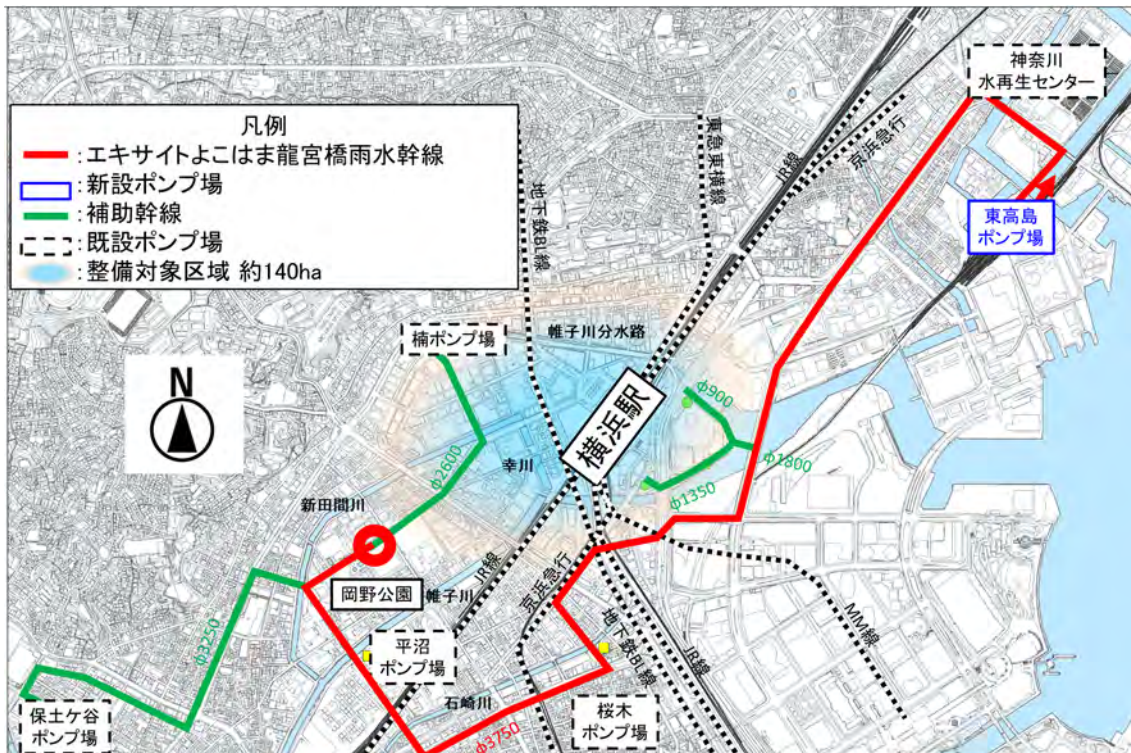 神奈川
水再生センター
凡例
:エキサイトよこはま龍宮橋雨水幹線
:新設ポンプ場
:補助幹線
:既設ポンプ場
:整備対象区域 約140ha
東急東横線
JR線
京浜急行
地下鉄BL線
東高島
ポンプ場
楠ポンプ場
帷子川分水路
N
横浜駅
φ900
φ1800
φ1350
φ2600
幸川
新田間川
岡野公園
JR線
帷子川
京浜急行
φ3250
平沼
ポンプ場
地下鉄BL線
JR線
MM線
石崎川
φ3750
桜木
ポンプ場
保土ケ谷
ポンプ場